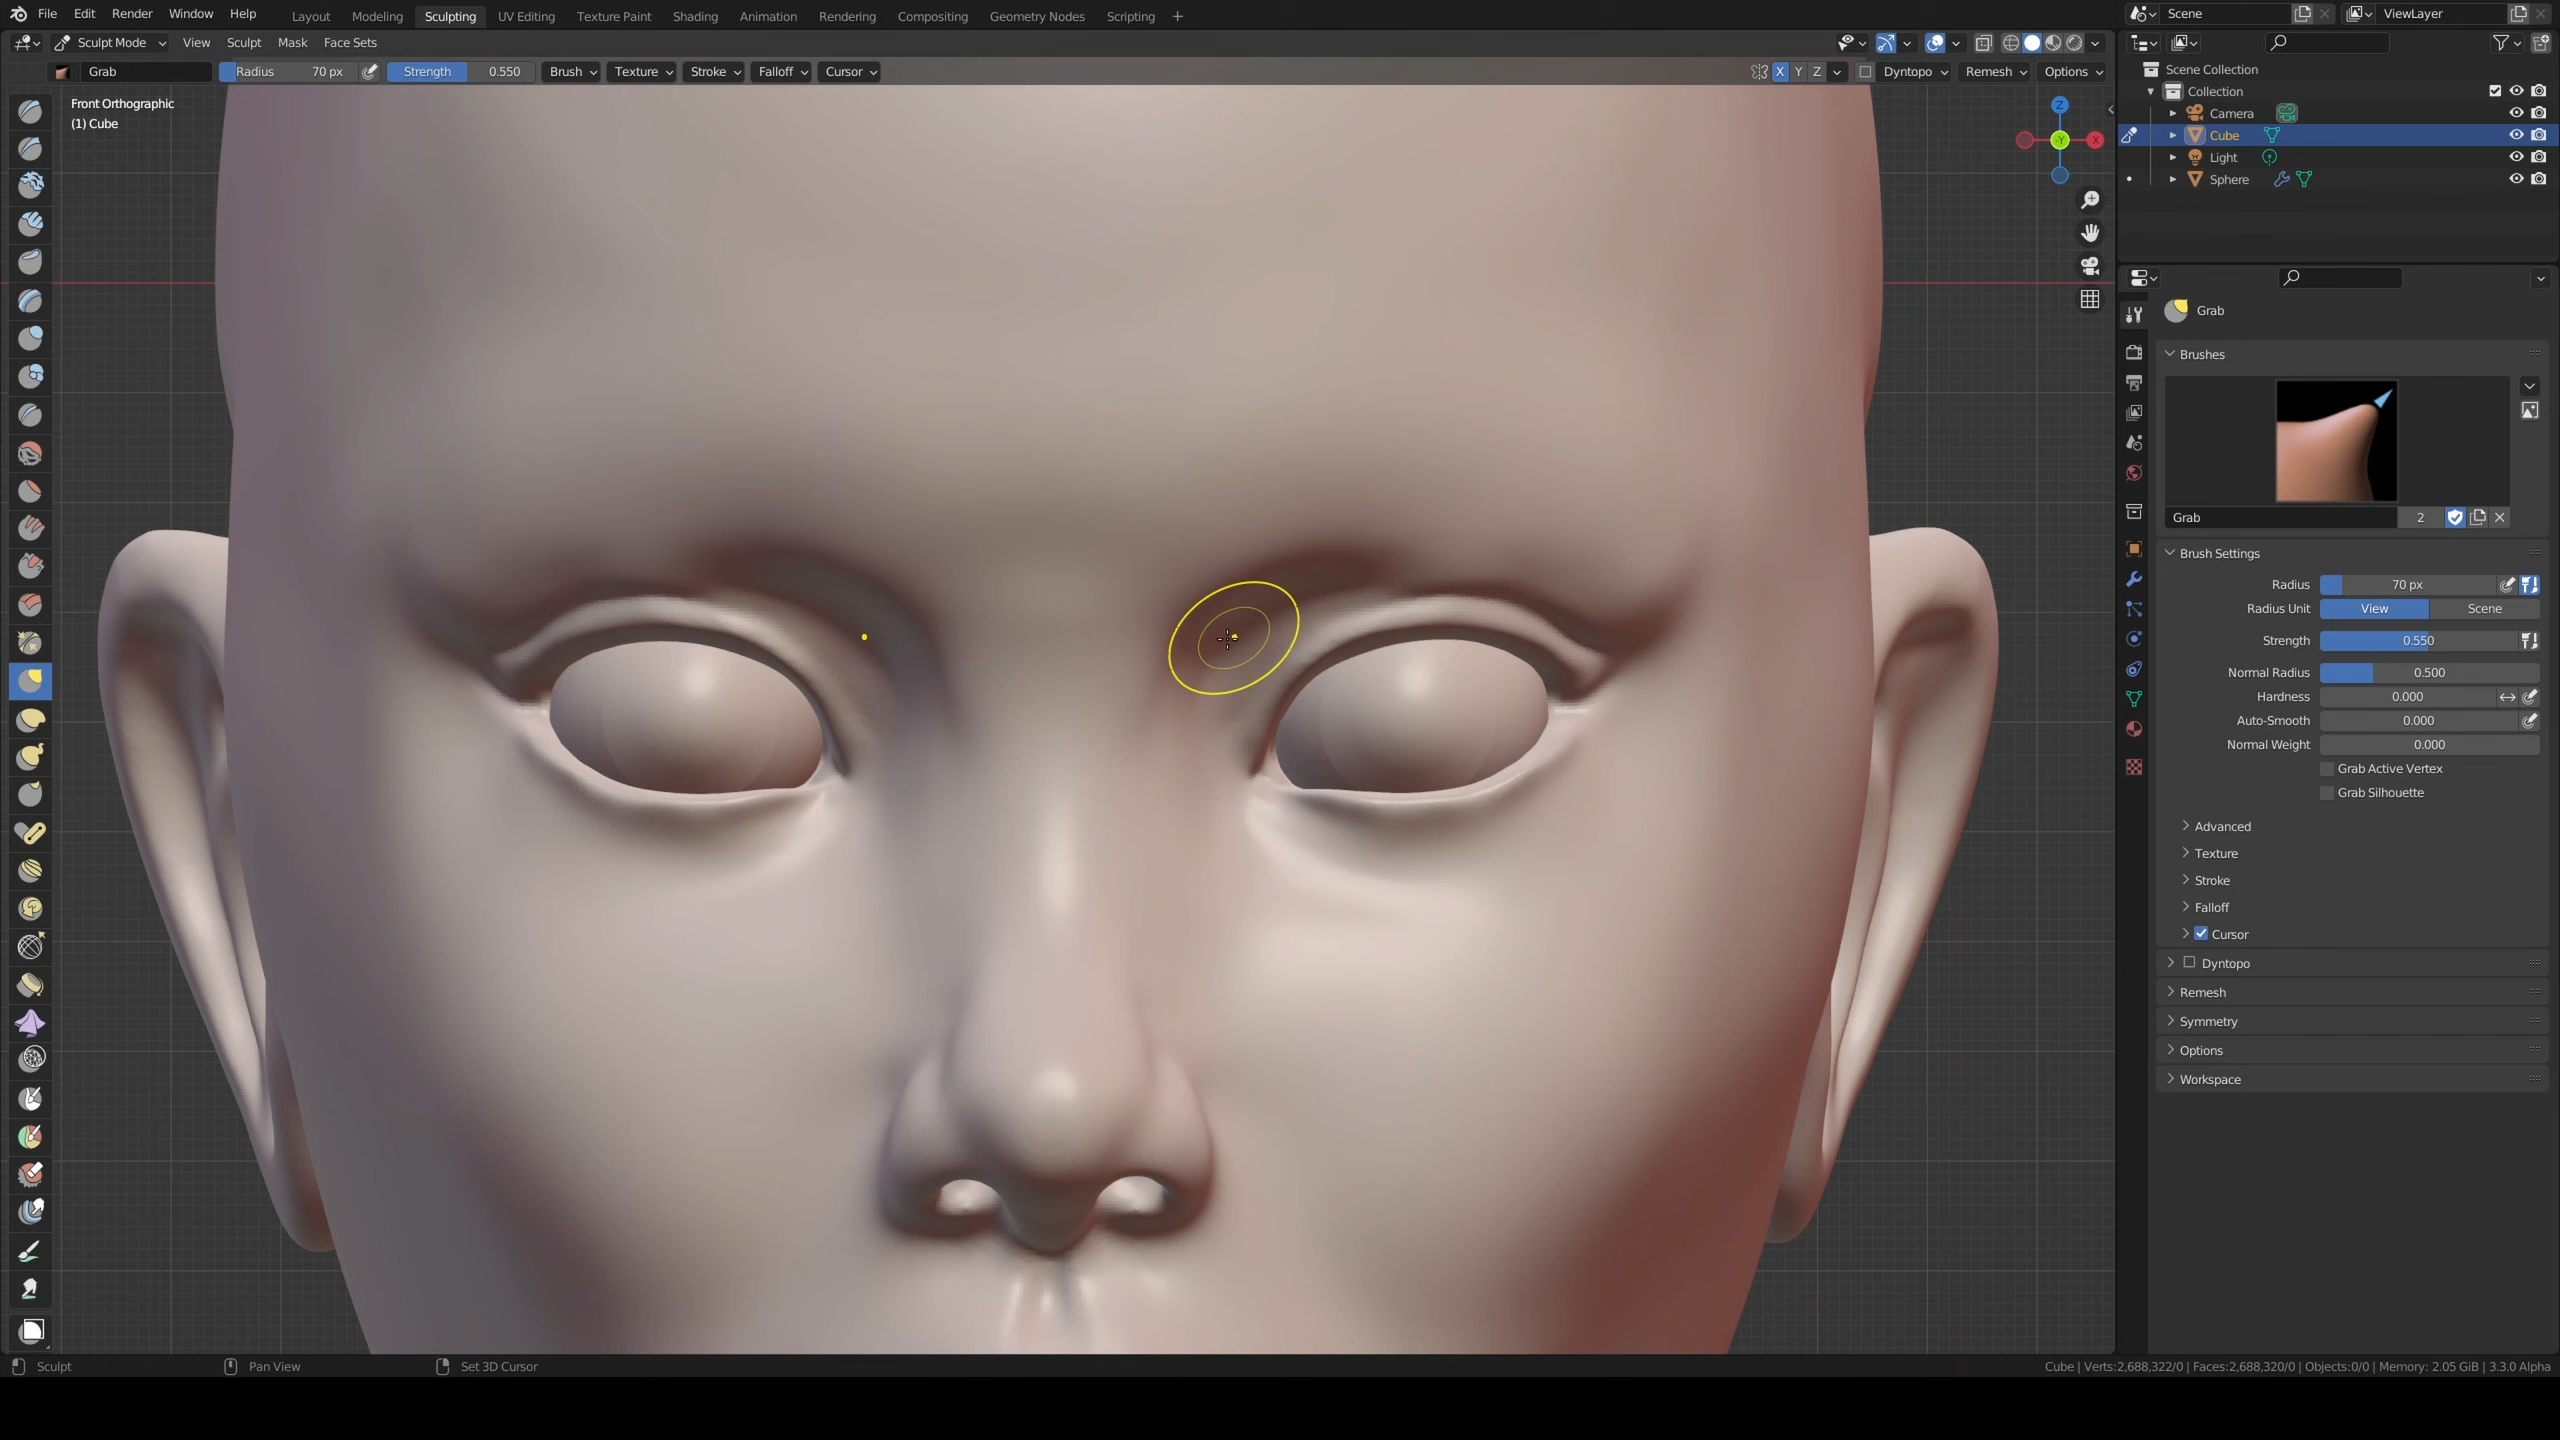 File Edit Render Window Help Layout Modeling Sculpting UV Editing Texture Paint Shading Animation Rendering Compositing Geometry Nodes Scripting + Scene ViewLayer
Sculpt Mode View Sculpt Mask Face Sets
Grab Radius 70 px Strength 0.550 Brush Texture Stroke Falloff Cursor X Y Z Dyntopo Remesh Options
Front Orthographic
(1) Cube
Z
Y
X
Scene Collection
Collection
Camera
Cube
Light
Sphere
Grab
Brushes
Grab 2
Brush Settings
Radius 70 px
Radius Unit View Scene
Strength 0.550
Normal Radius 0.500
Hardness 0.000
Auto-Smooth 0.000
Normal Weight 0.000
Grab Active Vertex
Grab Silhouette
Advanced
Texture
Stroke
Falloff
Cursor
Dyntopo
Remesh
Symmetry
Options
Workspace
Sculpt Pan View Set 3D Cursor Cube | Verts:2,688,322/0 | Faces:2,688,320/0 | Objects:0/0 | Memory: 2.05 GiB | 3.3.0 Alpha